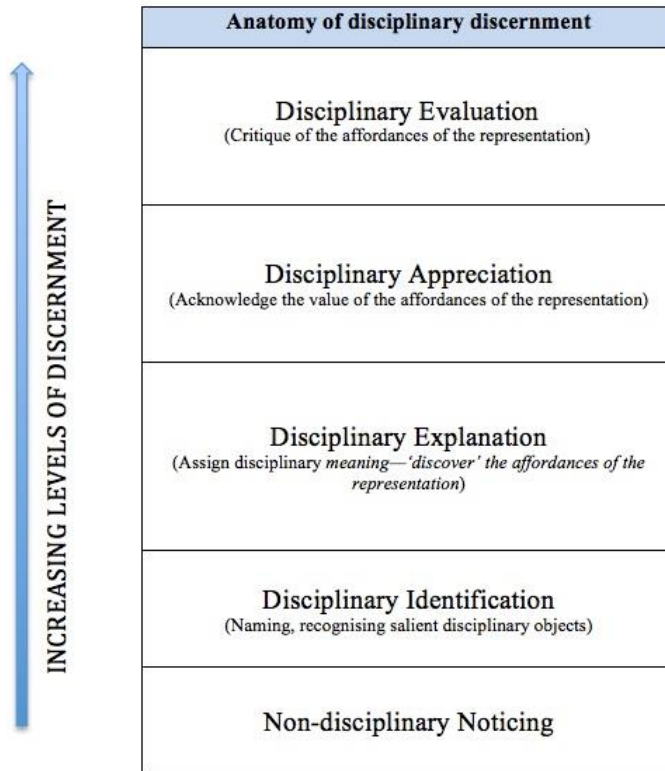 Anatomy of disciplinary discernment
Disciplinary Evaluation
(Critique of the affordances of the representation)
Disciplinary Appreciation
(Acknowledge the value of the affordances of the representation)
Disciplinary Explanation
(Assign disciplinary meaning—‘discover’ the affordances of the
representation)
Disciplinary Identification
(Naming, recognising salient disciplinary objects)
Non-disciplinary Noticing
INCREASING LEVELS OF DISCERNMENT